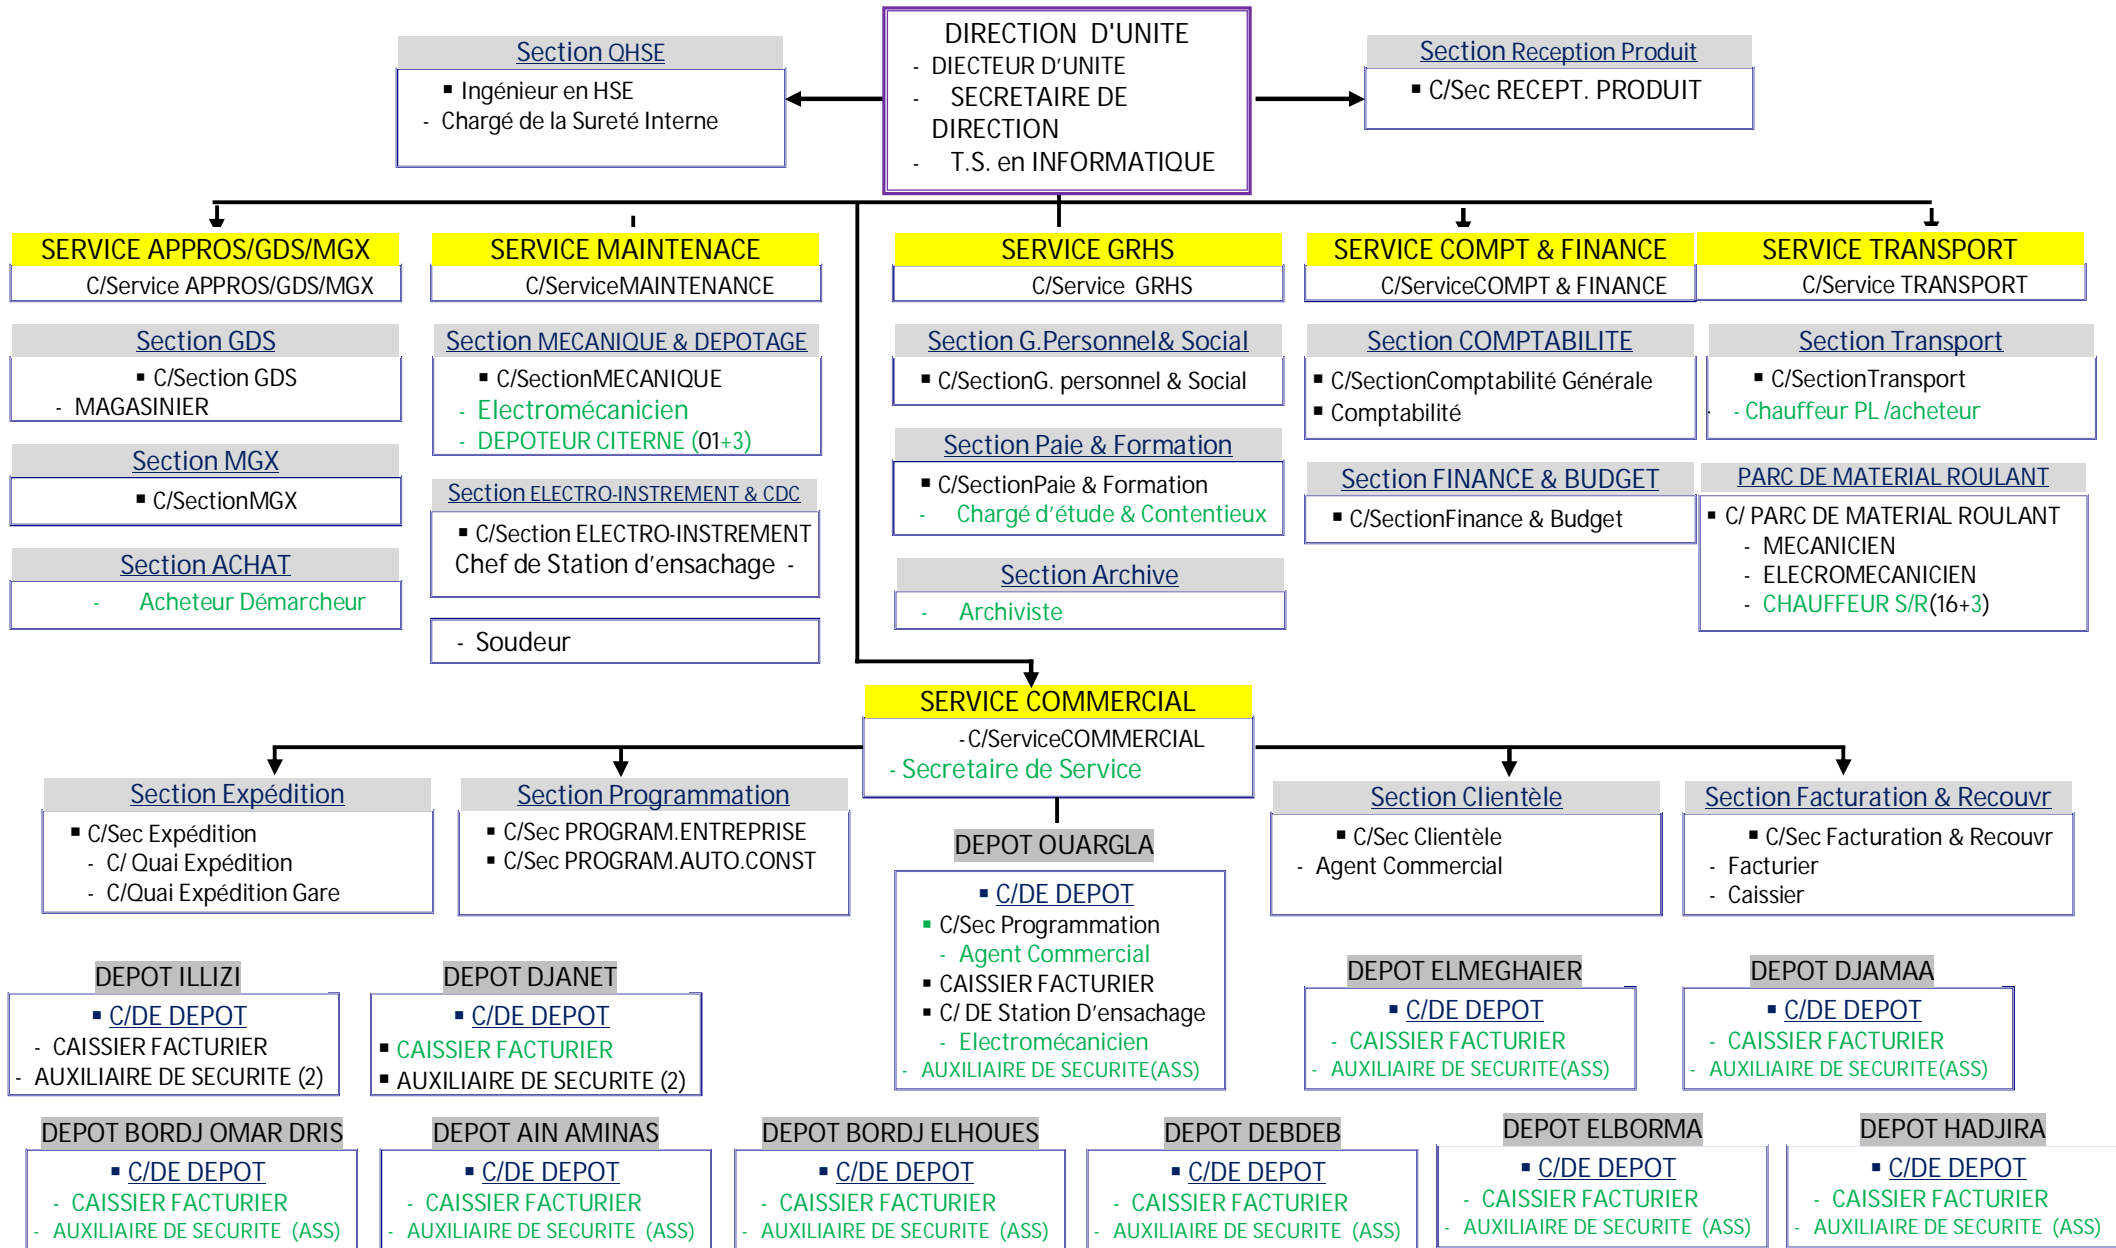 DIRECTION D'UNITE
- DIECTEUR D'UNITE
- SECRETAIRE DE
DIRECTION
- T.S. en INFORMATIQUE
Section QHSE
▪ Ingénieur en HSE
- Chargé de la Sureté Interne
Section Reception Produit
▪ C/Sec RECEPT. PRODUIT
SERVICE APPROS/GDS/MGX
C/Service APPROS/GDS/MGX
Section GDS
▪ C/Section GDS
- MAGASINIER
Section MGX
▪ C/SectionMGX
Section ACHAT
- Acheteur Démarcheur
SERVICE MAINTENACE
C/ServiceMAINTENANCE
Section MECANIQUE & DEPOTAGE
▪ C/SectionMECANIQUE
- Electromécanicien
- DEPOTEUR CITERNE (01+3)
Section ELECTRO-INSTREMENT & CDC
▪ C/Section ELECTRO-INSTREMENT
Chef de Station d'ensachage -
- Soudeur
SERVICE GRHS
C/Service GRHS
Section G.Personnel& Social
▪ C/SectionG. personnel & Social
Section Paie & Formation
▪ C/SectionPaie & Formation
- Chargé d'étude & Contentieux
Section Archive
- Archiviste
SERVICE COMPT & FINANCE
C/ServiceCOMPT & FINANCE
Section COMPTABILITE
▪ C/SectionComptabilité Générale
▪ Comptabilité
Section FINANCE & BUDGET
▪ C/SectionFinance & Budget
SERVICE TRANSPORT
C/Service TRANSPORT
Section Transport
▪ C/SectionTransport
- - Chauffeur PL /acheteur
PARC DE MATERIAL ROULANT
▪ C/ PARC DE MATERIAL ROULANT
- MECANICIEN
- ELECROMECANICIEN
- CHAUFFEUR S/R(16+3)
SERVICE COMMERCIAL
-C/ServiceCOMMERCIAL
- Secretaire de Service
Section Expédition
▪ C/Sec Expédition
- C/ Quai Expédition
- C/Quai Expédition Gare
Section Programmation
▪ C/Sec PROGRAM.ENTREPRISE
▪ C/Sec PROGRAM.AUTO.CONST
DEPOT OUARGLA
▪ C/DE DEPOT
▪ C/Sec Programmation
- Agent Commercial
▪ CAISSIER FACTURIER
▪ C/ DE Station D'ensachage
- Electromécanicien
- AUXILIAIRE DE SECURITE(ASS)
Section Clientèle
▪ C/Sec Clientèle
- Agent Commercial
Section Facturation & Recouvr
▪ C/Sec Facturation & Recouvr
- Facturier
- Caissier
DEPOT ILLIZI
▪ C/DE DEPOT
- CAISSIER FACTURIER
- AUXILIAIRE DE SECURITE (2)
DEPOT DJANET
▪ C/DE DEPOT
▪ CAISSIER FACTURIER
▪ AUXILIAIRE DE SECURITE (2)
DEPOT ELMEGHAIER
▪ C/DE DEPOT
- CAISSIER FACTURIER
- AUXILIAIRE DE SECURITE(ASS)
DEPOT DJAMAA
▪ C/DE DEPOT
- CAISSIER FACTURIER
- AUXILIAIRE DE SECURITE(ASS)
DEPOT BORDJ OMAR DRIS
▪ C/DE DEPOT
- CAISSIER FACTURIER
- AUXILIAIRE DE SECURITE (ASS)
DEPOT AIN AMINAS
▪ C/DE DEPOT
- CAISSIER FACTURIER
- AUXILIAIRE DE SECURITE (ASS)
DEPOT BORDJ ELHOUES
▪ C/DE DEPOT
- CAISSIER FACTURIER
- AUXILIAIRE DE SECURITE (ASS)
DEPOT DEBDEB
▪ C/DE DEPOT
- CAISSIER FACTURIER
- AUXILIAIRE DE SECURITE (ASS)
DEPOT ELBORMA
▪ C/DE DEPOT
- CAISSIER FACTURIER
- AUXILIAIRE DE SECURITE (ASS)
DEPOT HADJIRA
▪ C/DE DEPOT
- CAISSIER FACTURIER
- AUXILIAIRE DE SECURITE (ASS)